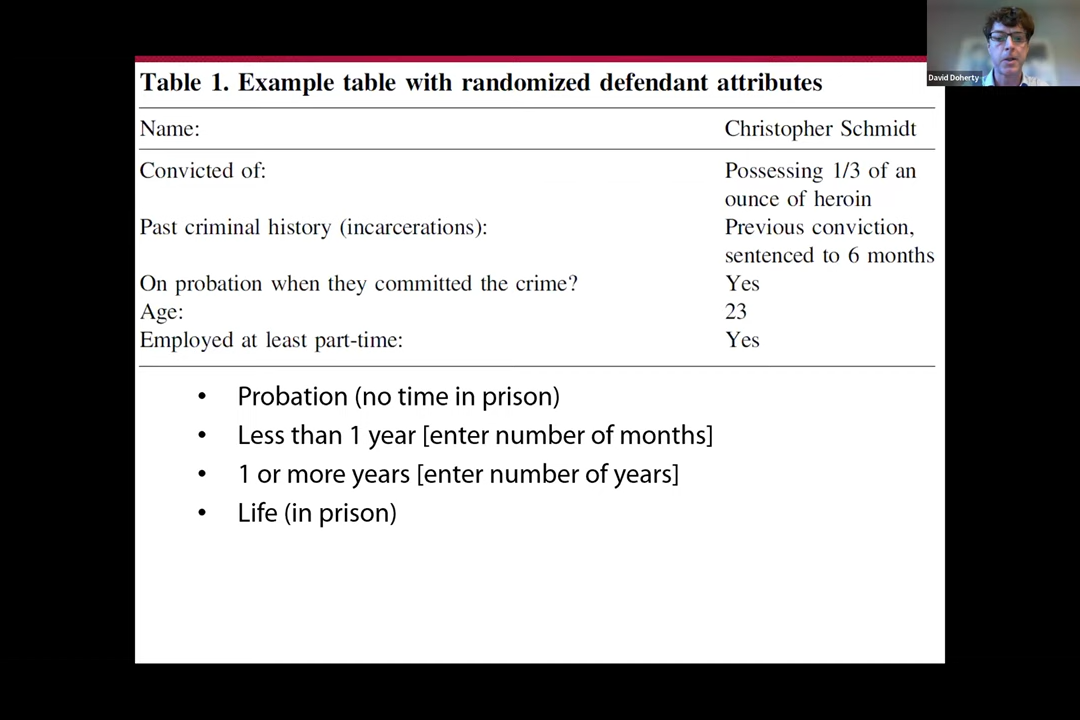 David Doherty
Table 1. Example table with randomized defendant attributes
Name: Christopher Schmidt
Convicted of: Possessing 1/3 of an
ounce of heroin
Past criminal history (incarcerations): Previous conviction,
sentenced to 6 months
On probation when they committed the crime? Yes
Age: 23
Employed at least part-time: Yes
• Probation (no time in prison)
• Less than 1 year [enter number of months]
• 1 or more years [enter number of years]
• Life (in prison)